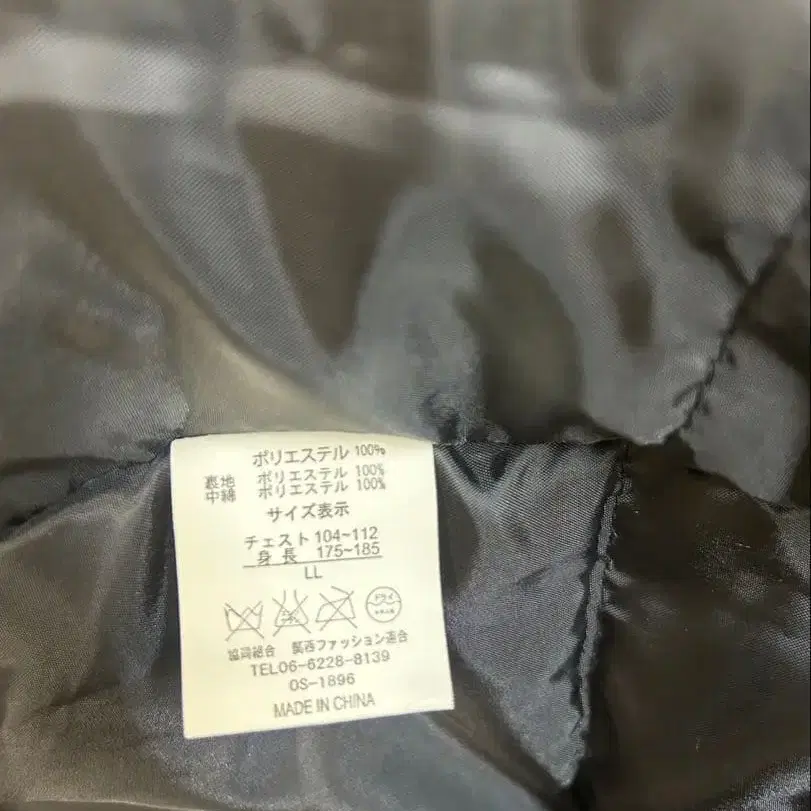 ポリエステル 100%
裏地 ポリエステル 100%
中綿 ポリエステル 100%
サイズ表示
チェスト 104~112
身長 175~185
LL
ドライ
協同組合 関西ファッション連合
TEL06-6228-8139
OS-1896
MADE IN CHINA